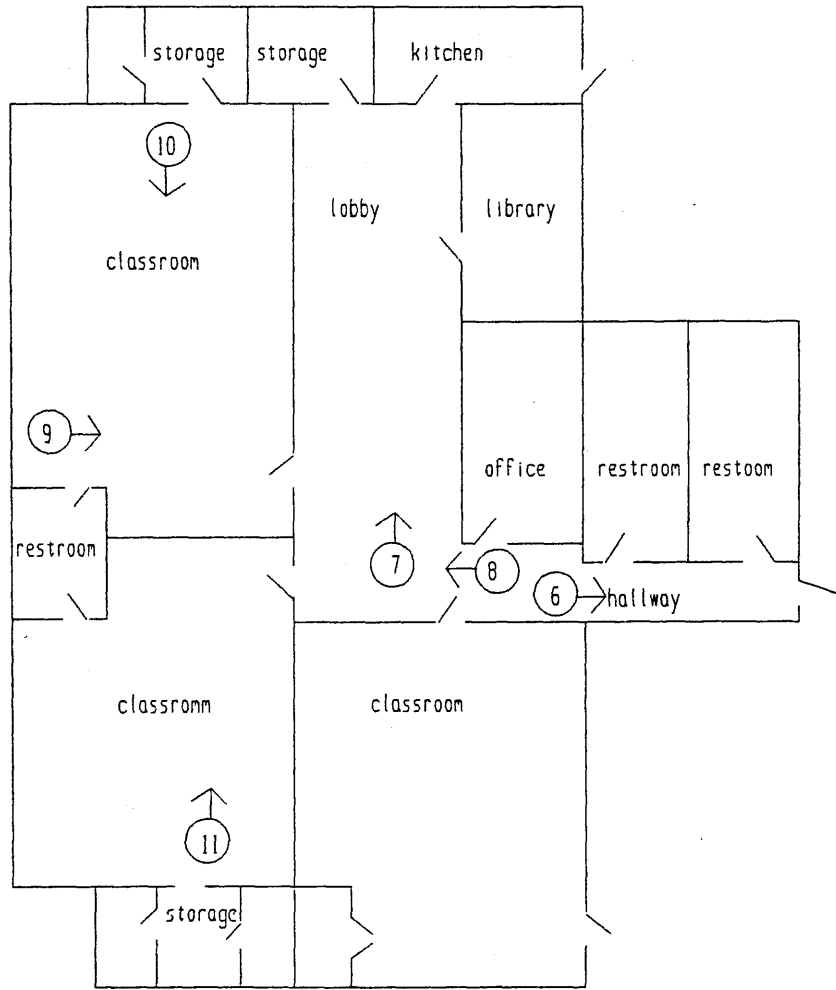 storage storage kitchen
10
lobby library
classroom
9
office restroom restoom
restroom
7 8
6 hallway
classromm classroom
11
storage